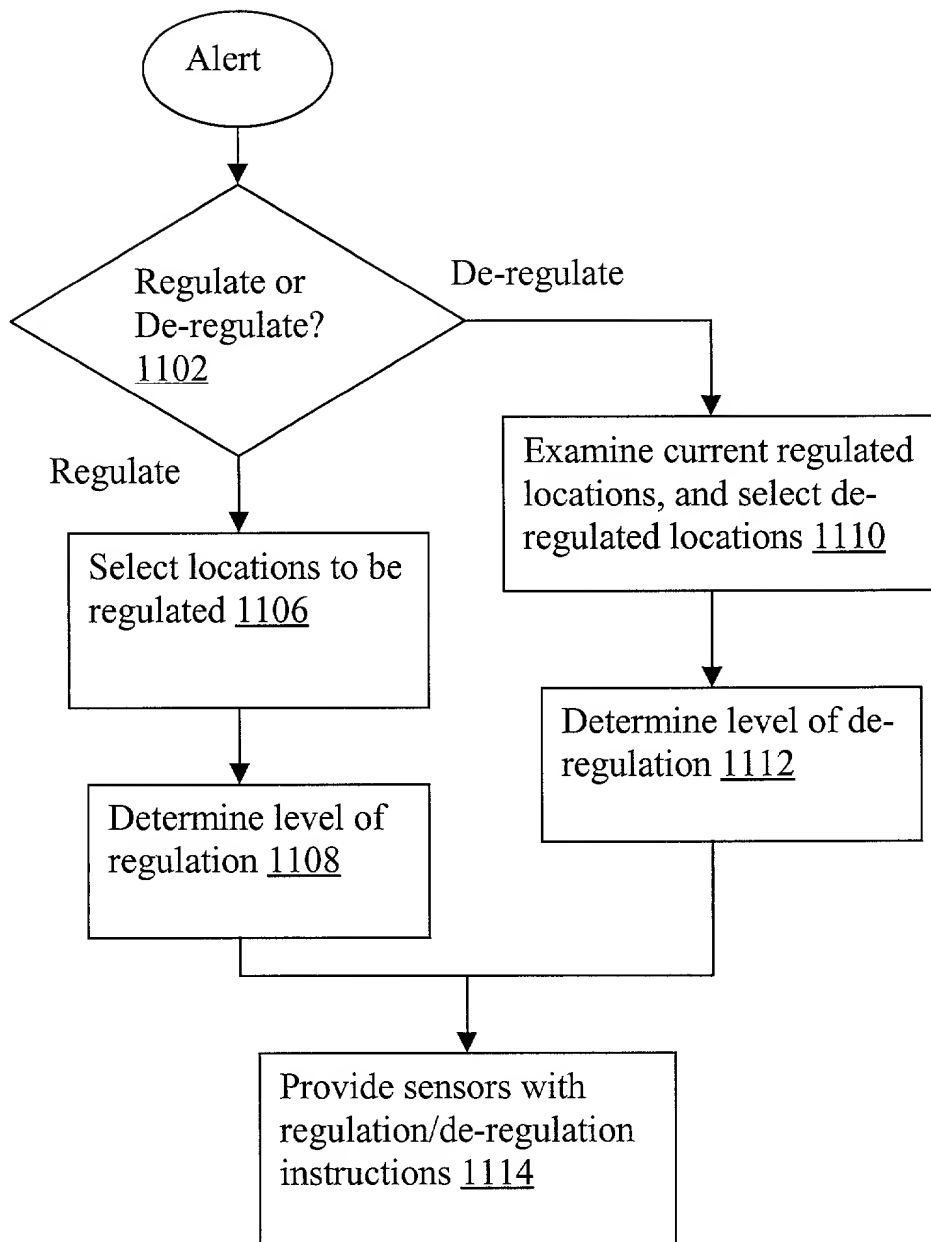 Alert
Regulate or
De-regulate?
1102
De-regulate
Regulate
Examine current regulated
locations, and select de-
regulated locations 1110
Select locations to be
regulated 1106
Determine level of de-
regulation 1112
Determine level of
regulation 1108
Provide sensors with
regulation/de-regulation
instructions 1114